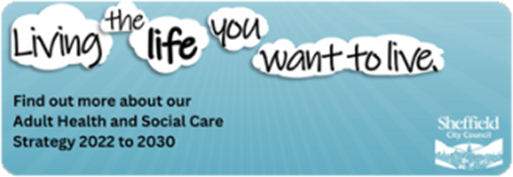 Living the life you want to live.
Find out more about our
Adult Health and Social Care
Strategy 2022 to 2030
Sheffield
City Council